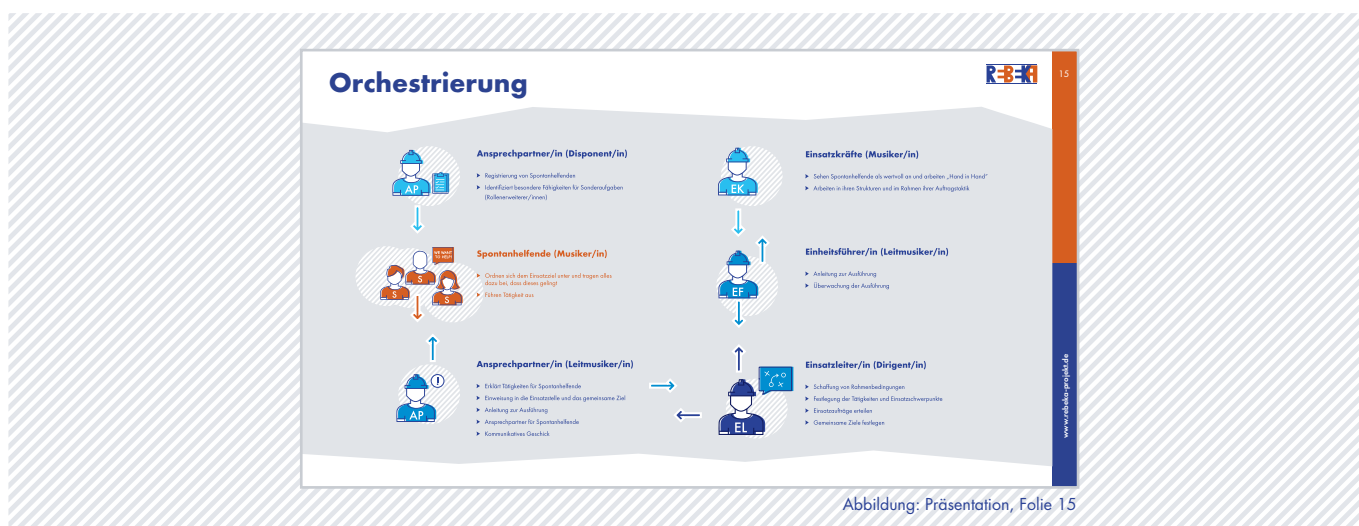 Orchestrierung
REBEKA
15
Ansprechpartner/in (Disponent/in)
➤ Registrierung von Spontanhelfenden
➤ Identifiziert besondere Fähigkeiten für Sonderaufgaben
(Rollenerweiterer/innen)
AP
WE WANT
TO HELP!
S
S
S
Spontanhelfende (Musiker/in)
➤ Ordnen sich dem Einsatzziel unter und tragen alles
dazu bei, dass dieses gelingt
➤ Führen Tätigkeit aus
AP
Ansprechpartner/in (Leitmusiker/in)
➤ Erklärt Tätigkeiten für Spontanhelfende
➤ Einweisung in die Einsatzstelle und das gemeinsame Ziel
➤ Anleitung zur Ausführung
➤ Ansprechpartner für Spontanhelfende
➤ Kommunikatives Geschick
EK
Einsatzkräfte (Musiker/in)
➤ Sehen Spontanhelfende als wertvoll an und arbeiten „Hand in Hand“
➤ Arbeiten in ihren Strukturen und im Rahmen ihrer Auftragstaktik
EF
Einheitsführer/in (Leitmusiker/in)
➤ Anleitung zur Ausführung
➤ Überwachung der Ausführung
EL
Einsatzleiter/in (Dirigent/in)
➤ Schaffung von Rahmenbedingungen
➤ Festlegung der Tätigkeiten und Einsatzschwerpunkte
➤ Einsatzaufträge erteilen
➤ Gemeinsame Ziele festlegen
www.rebeka-projekt.de
Abbildung: Präsentation, Folie 15